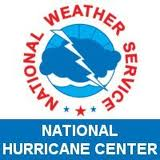 NATIONAL WEATHER SERVICE
NATIONAL
HURRICANE CENTER